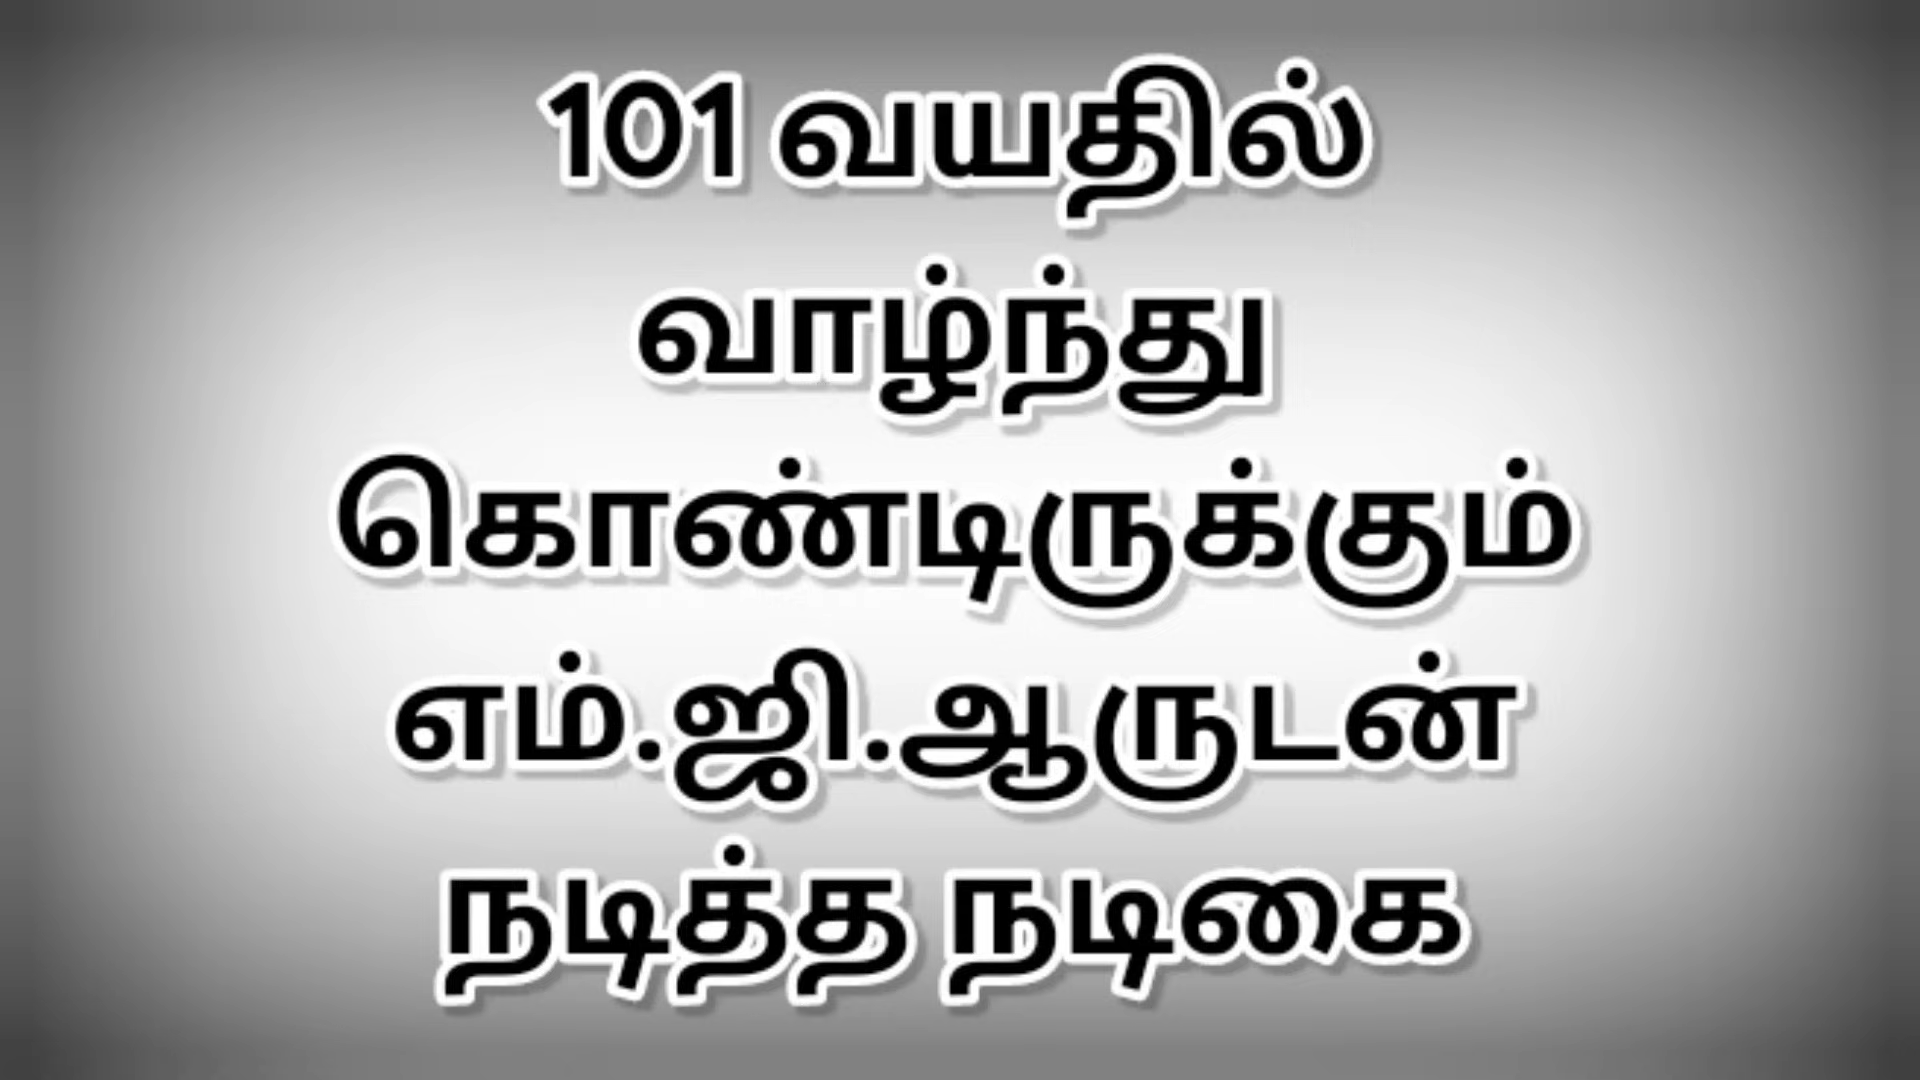 101 வயதில்
வாழ்ந்து
கொண்டிருக்கும்
எம்.ஜி.ஆருடன்
நடித்த நடிகை